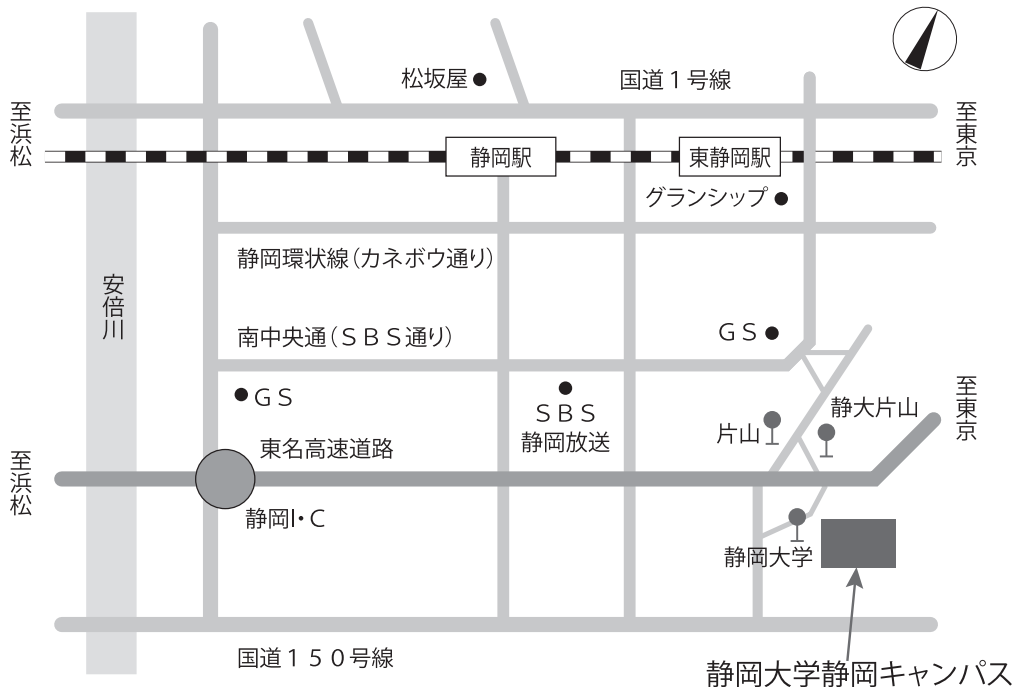 松坂屋
国道１号線
至浜松
至東京
静岡駅
東静岡駅
グランシップ
静岡環状線（カネボウ通り）
安倍川
南中央通（ＳＢＳ通り）
ＧＳ
ＧＳ
ＳＢＳ
静岡放送
静大片山
片山
至東京
東名高速道路
至浜松
静岡I・C
静岡大学
国道１５０号線
静岡大学静岡キャンパス